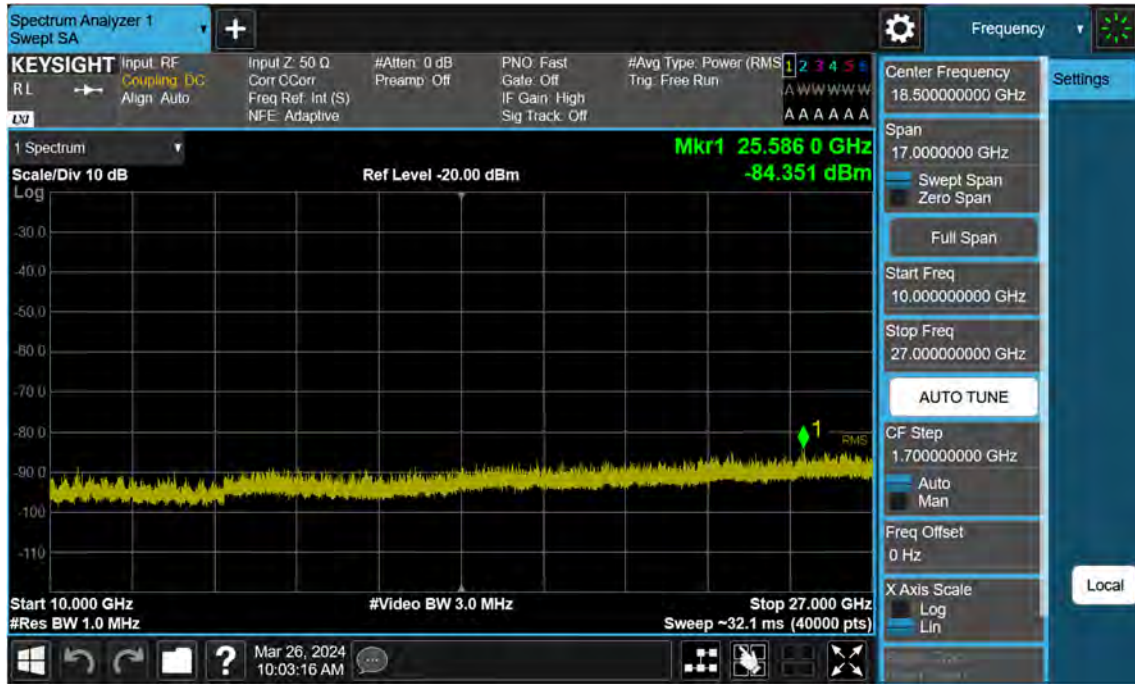 Spectrum Analyzer 1
Swept SA
Frequency
KEYSIGHT
RL
LXI
Input: RF
Coupling: DC
Align: Auto
Input Z: 50 Ω
Corr CCorr
Freq Ref: Int (S)
NFE: Adaptive
#Atten: 0 dB
Preamp: Off
PNO: Fast
Gate: Off
IF Gain: High
Sig Track: Off
#Avg Type: Power (RMS
Trig: Free Run
1 2 3 4 5 6
A W W W W W
A A A A A A
1 Spectrum
Scale/Div 10 dB
Log
Ref Level -20.00 dBm
Mkr1 25.586 0 GHz
-84.351 dBm
-30.0
-40.0
-50.0
-60.0
-70.0
-80.0
-90.0
-100
-110
1
RMS
Start 10.000 GHz
#Res BW 1.0 MHz
#Video BW 3.0 MHz
Stop 27.000 GHz
Sweep ~32.1 ms (40000 pts)
?
Mar 26, 2024
10:03:16 AM
Center Frequency
18.500000000 GHz
Span
17.0000000 GHz
Swept Span
Zero Span
Full Span
Start Freq
10.000000000 GHz
Stop Freq
27.000000000 GHz
AUTO TUNE
CF Step
1.700000000 GHz
Auto
Man
Freq Offset
0 Hz
X Axis Scale
Log
Lin
Settings
Local